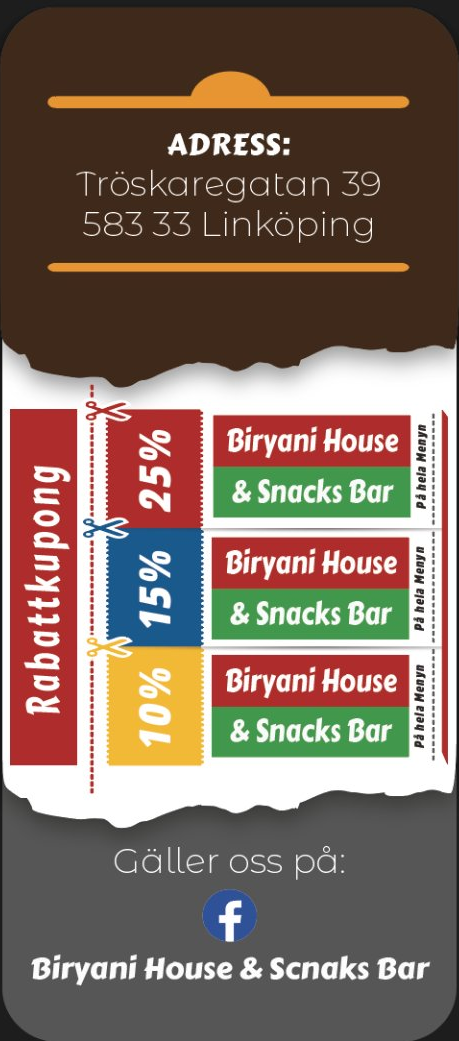 ADRESS:
Tröskaregatan 39
583 33 Linköping
Rabattkupong
25%
Biryani House
& Snacks Bar
På hela Menyn
15%
Biryani House
& Snacks Bar
På hela Menyn
10%
Biryani House
& Snacks Bar
På hela Menyn
Gäller oss på:
f
Biryani House & Scnaks Bar